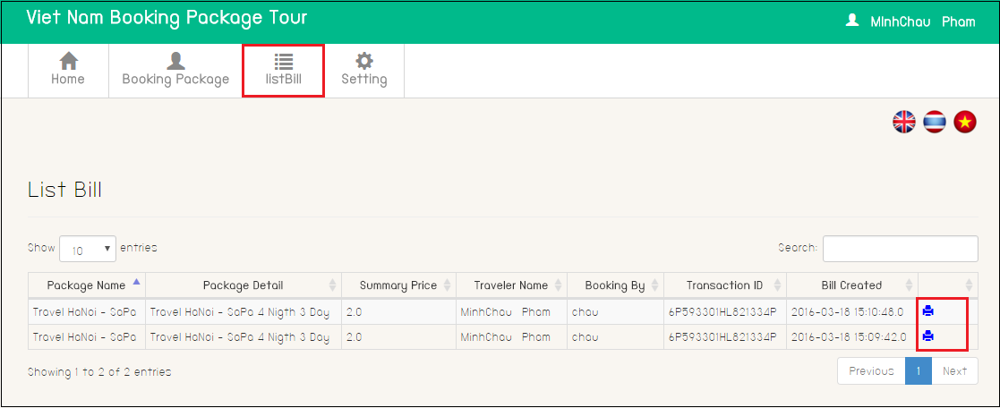 Viet Nam Booking Package Tour
MinhChau Pham
Home Booking Package listBill Setting
List Bill
Show 10 entries
Search:
Package Name Package Detail Summary Price Traveler Name Booking By Transaction ID Bill Created
Travel HaNoi - SaPa Travel HaNoi - SaPa 4 Nigth 3 Day 2.0 MinhChau Pham chau 6P593301HL821334P 2016-03-18 15:10:48.0
Travel HaNoi - SaPa Travel HaNoi - SaPa 4 Nigth 3 Day 2.0 MinhChau Pham chau 6P593301HL821334P 2016-03-18 15:09:42.0
Showing 1 to 2 of 2 entries
Previous 1 Next